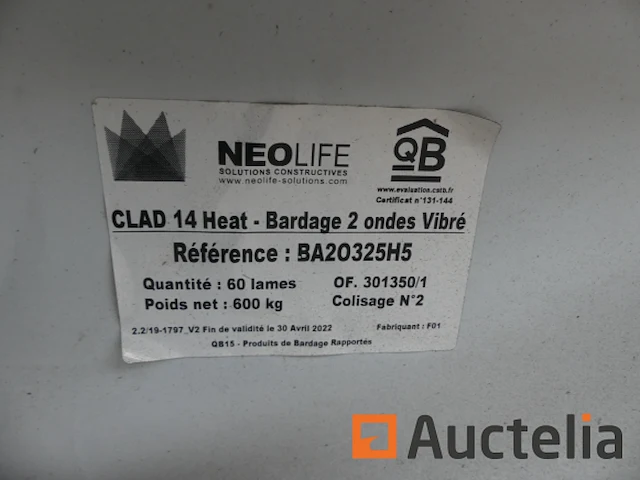 NEOLIFE
SOLUTIONS CONSTRUCTIVES
www.neolife-solutions.com
QB
www.evaluation.cstb.fr
Certificat n°131-144
CLAD 14 Heat - Bardage 2 ondes Vibré
Référence : BA2O325H5
Quantité : 60 lames OF. 301350/1
Poids net : 600 kg Colisage N°2
2.2/19-1797_V2 Fin de validité le 30 Avril 2022 Fabriquant : F01
QB15 - Produits de Bardage Rapportés
Auctelia